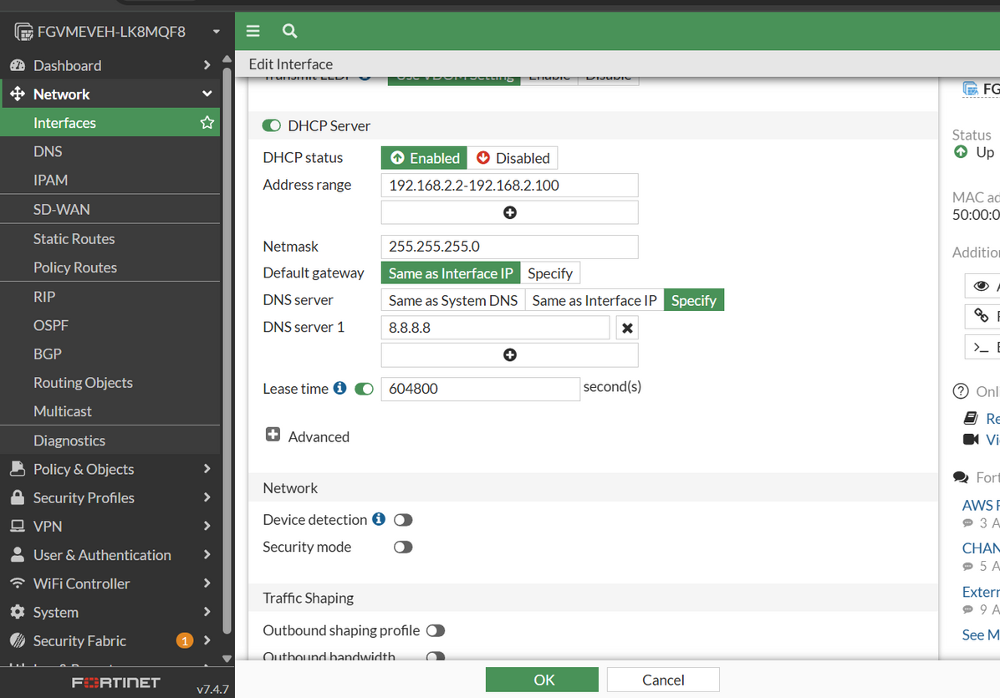 FGVMEVEH-LK8MQF8
Dashboard
Network
Interfaces
DNS
IPAM
SD-WAN
Static Routes
Policy Routes
RIP
OSPF
BGP
Routing Objects
Multicast
Diagnostics
Policy & Objects
Security Profiles
VPN
User & Authentication
WiFi Controller
System
Security Fabric 1
FORTINET
v7.4.7
Edit Interface
Transmit LLDP Use VDOM Setting Enable Disable
DHCP Server
DHCP status Enabled Disabled
Address range 192.168.2.2-192.168.2.100
Netmask 255.255.255.0
Default gateway Same as Interface IP Specify
DNS server Same as System DNS Same as Interface IP Specify
DNS server 1 8.8.8.8
Lease time 604800 second(s)
Advanced
Network
Device detection
Security mode
Traffic Shaping
Outbound shaping profile
Outbound bandwidth
OK Cancel
FG
Status
Up
MAC ad
50:00:0
Additio
Onl
Re
Vi
Fort
AWS
3 A
CHAN
5 A
Extern
9 A
See M